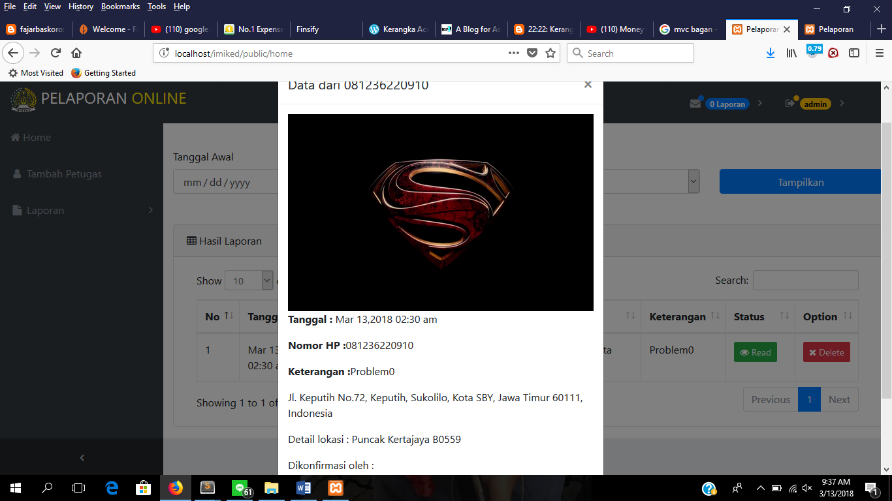 File Edit View History Bookmarks Tools Help
fajarbaskoro Welcome - F (110) google No.1 Expens Finsify Kerangka Ac A Blog for Ac 22:22: Kerang (110) Money mvc bagan - Pelaporan Pelaporan
localhost/imiked/public/home Search 0.79
Most Visited Getting Started
PELAPORAN ONLINE
0 Laporan admin
Home
Tambah Petugas
Laporan
Tanggal Awal
mm / dd / yyyy
Tampilkan
Hasil Laporan
Show 10
Search:
No Tangg Keterangan Status Option
1 Mar 13 ta Problem0 Read Delete
02:30 a
Showing 1 to 1 of
Previous 1 Next
Data dari 081236220910 ×
Tanggal : Mar 13,2018 02:30 am
Nomor HP :081236220910
Keterangan :Problem0
Jl. Keputih No.72, Keputih, Sukolilo, Kota SBY, Jawa Timur 60111,
Indonesia
Detail lokasi : Puncak Kertajaya B0559
Dikonfirmasi oleh :
61
9:37 AM
3/13/2018
1